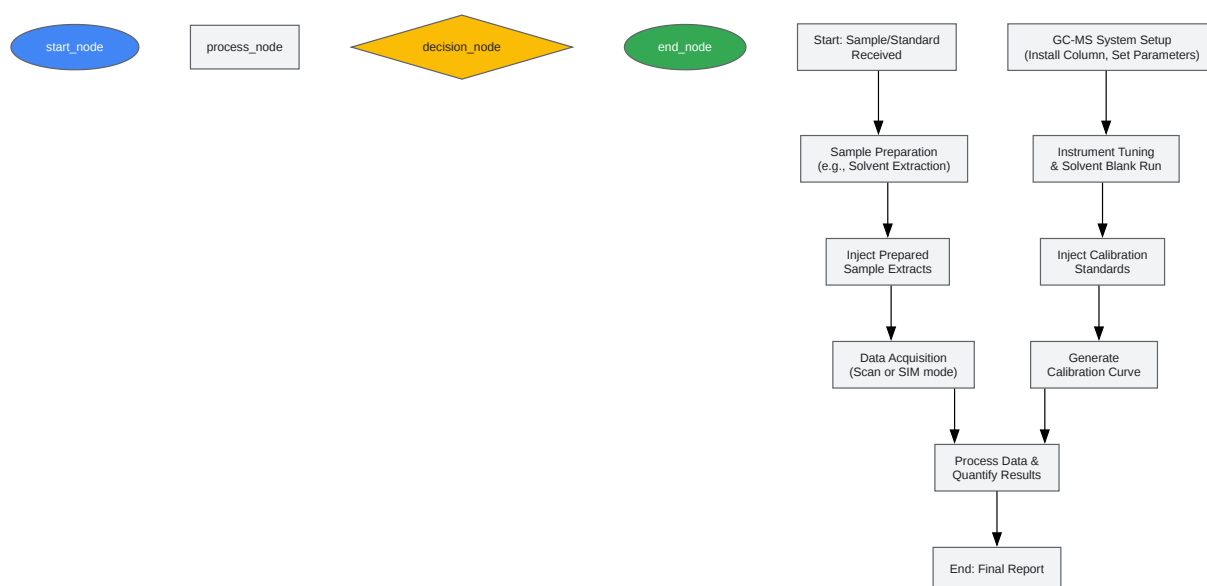 start_node
process_node
decision_node
end_node
Start: Sample/Standard
Received
GC-MS System Setup
(Install Column, Set Parameters)
Sample Preparation
(e.g., Solvent Extraction)
Instrument Tuning
& Solvent Blank Run
Inject Prepared
Sample Extracts
Inject Calibration
Standards
Data Acquisition
(Scan or SIM mode)
Generate
Calibration Curve
Process Data &
Quantify Results
End: Final Report